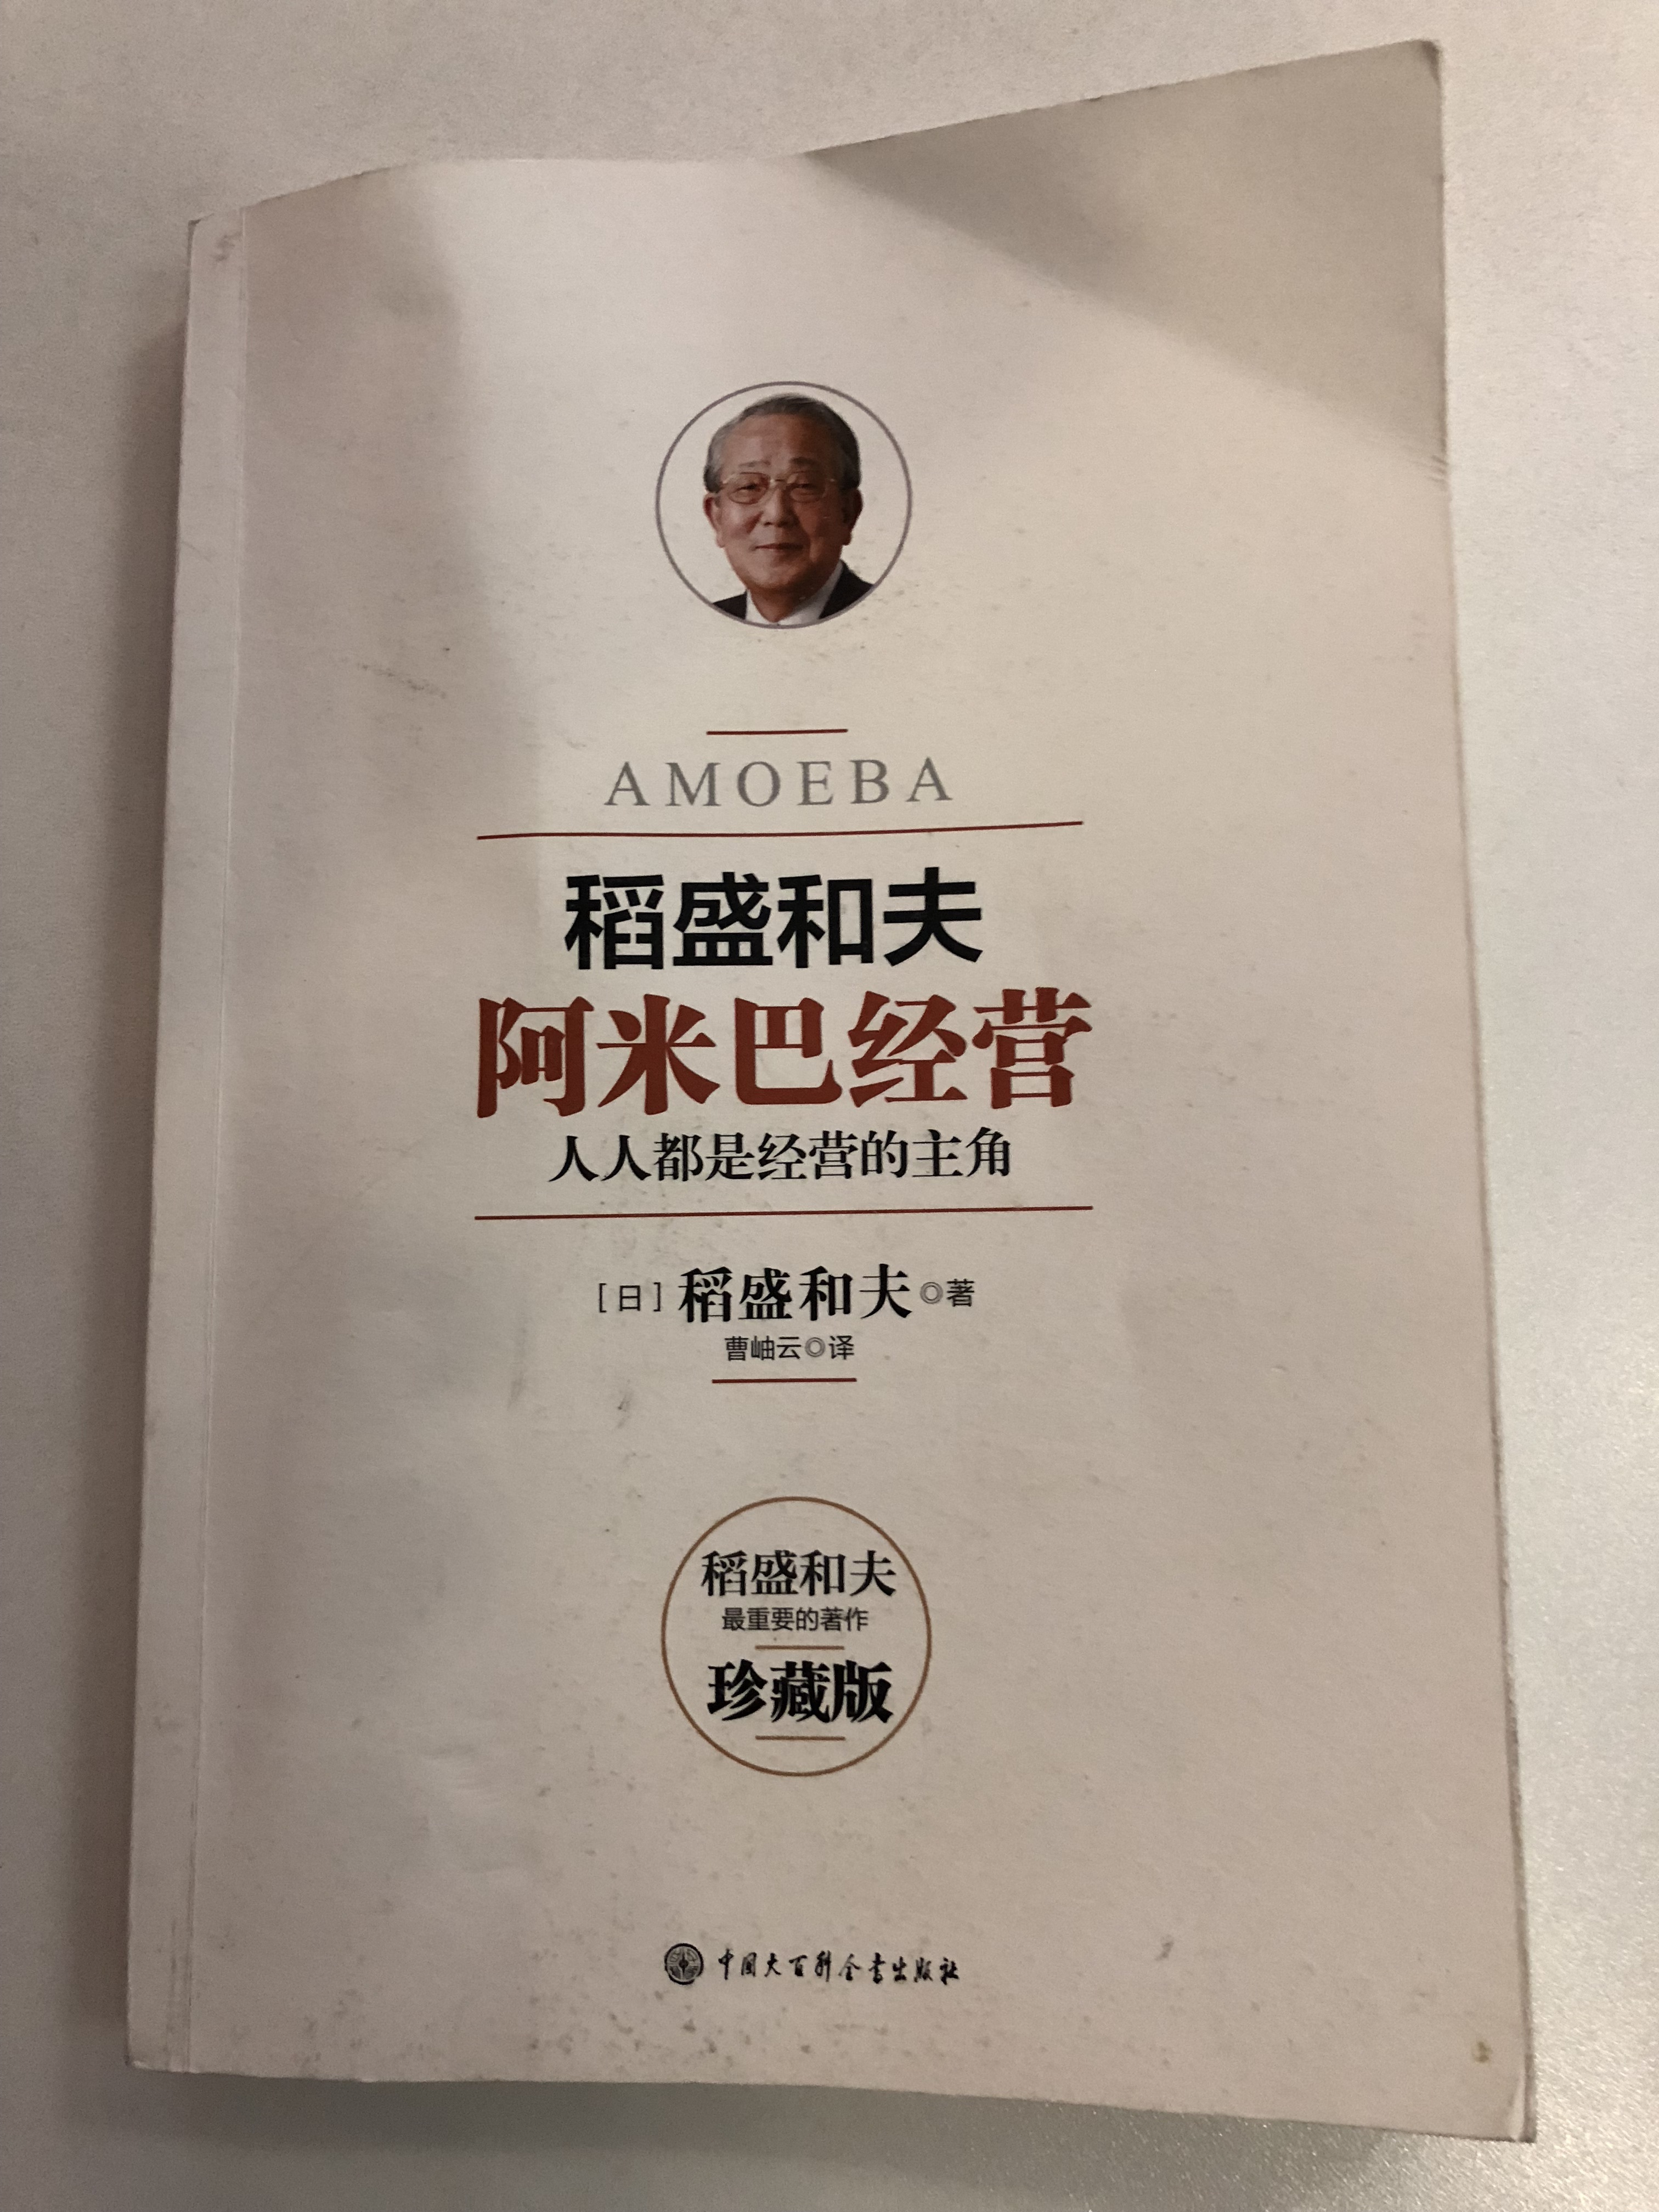 AMOEBA
稻盛和夫
阿米巴经营
人人都是经营的主角
［日］稻盛和夫◎著
曹岫云◎译
稻盛和夫
最重要的著作
珍藏版
中国大百科全书出版社